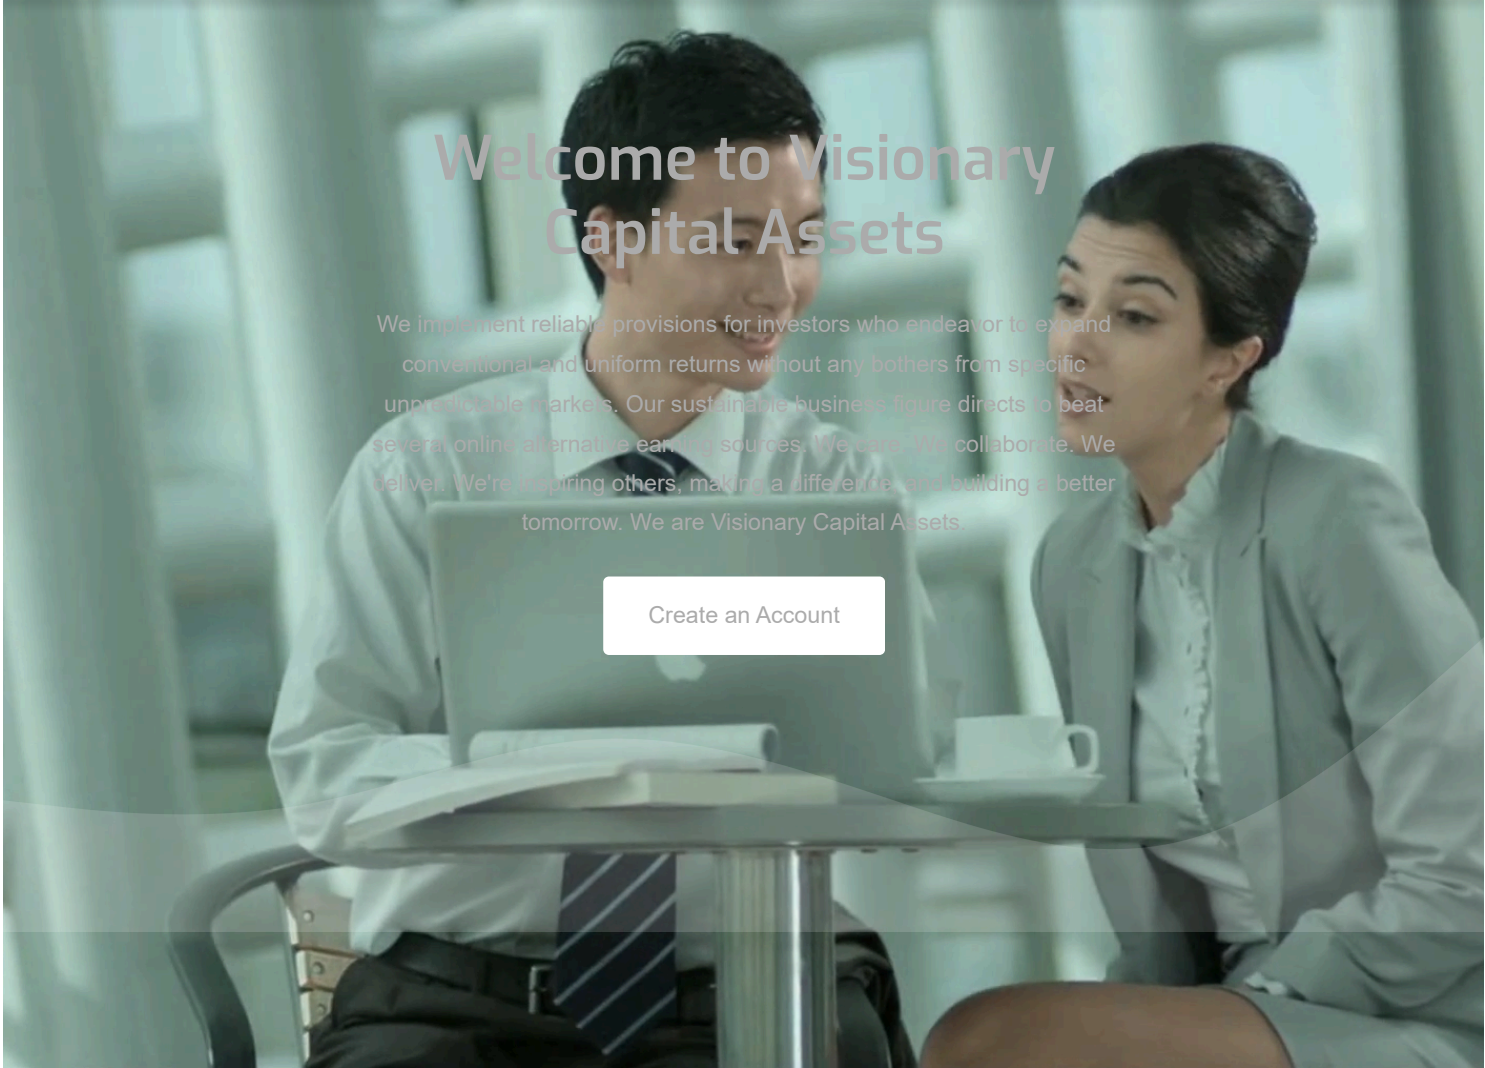 Welcome to Visionary
Capital Assets
We implement reliable provisions for investors who endeavor to expand
conventional and uniform returns without any bothers from specific
unpredictable markets. Our sustainable business figure directs to beat
several online alternative earning sources. We care. We collaborate. We
deliver. We're inspiring others, making a difference, and building a better
tomorrow. We are Visionary Capital Assets.
Create an Account